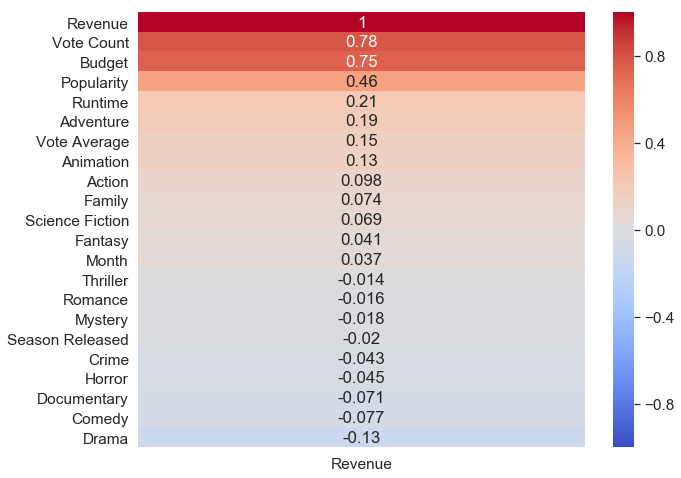 Revenue 1
Vote Count 0.78
Budget 0.75
Popularity 0.46
Runtime 0.21
Adventure 0.19
Vote Average 0.15
Animation 0.13
Action 0.098
Family 0.074
Science Fiction 0.069
Fantasy 0.041
Month 0.037
Thriller -0.014
Romance -0.016
Mystery -0.018
Season Released -0.02
Crime -0.043
Horror -0.045
Documentary -0.071
Comedy -0.077
Drama -0.13
Revenue
0.8
0.4
0.0
−0.4
−0.8